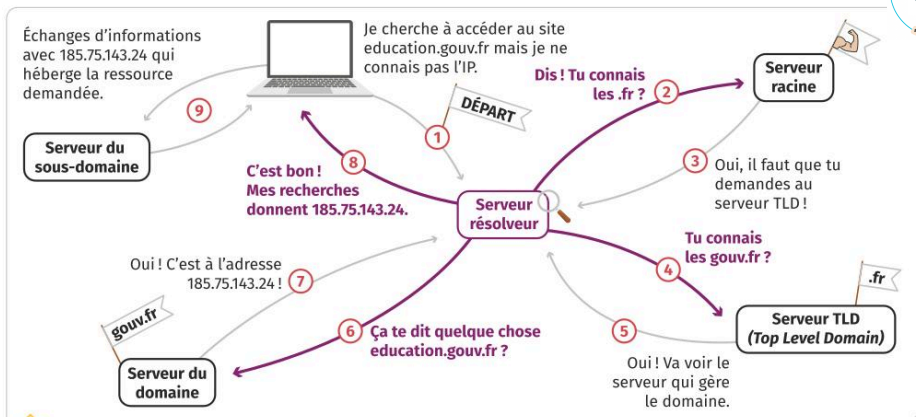 Échanges d'informations
avec 185.75.143.24 qui
héberge la ressource
demandée.
Je cherche à accéder au site
education.gouv.fr mais je ne
connais pas l'IP.
9
Serveur du
sous-domaine
1
DÉPART
Dis ! Tu connais
les .fr ?
2
Serveur
racine
3
Oui, il faut que tu
demandes au
serveur TLD !
8
C'est bon !
Mes recherches
donnent 185.75.143.24.
Serveur
résolveur
Tu connais
les gouv.fr ?
4
.fr
Serveur TLD
(Top Level Domain)
5
Oui ! Va voir le
serveur qui gère
le domaine.
6
Ça te dit quelque chose
education.gouv.fr ?
Oui ! C'est à l'adresse
185.75.143.24 !
7
gouv.fr
Serveur du
domaine